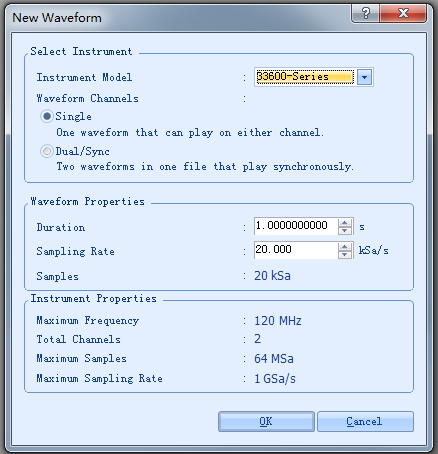 New Waveform
?
Select Instrument
Instrument Model : 33600-Series
Waveform Channels :
Single
One waveform that can play on either channel.
Dual/Sync
Two waveforms in one file that play synchronously.
Waveform Properties
Duration : 1.0000000000 s
Sampling Rate : 20.000 kSa/s
Samples : 20 kSa
Instrument Properties
Maximum Frequency : 120 MHz
Total Channels : 2
Maximum Samples : 64 MSa
Maximum Sampling Rate : 1 GSa/s
OK Cancel